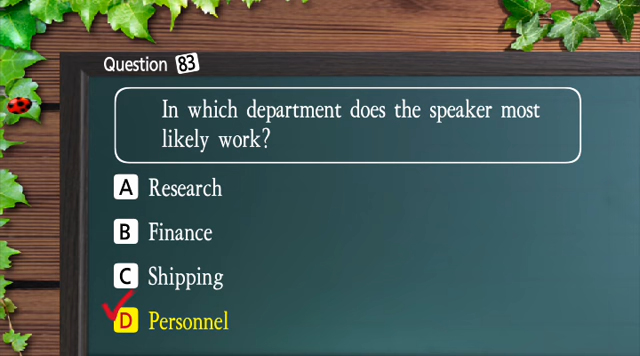 Question 83
In which department does the speaker most
likely work?
A Research
B Finance
C Shipping
D Personnel